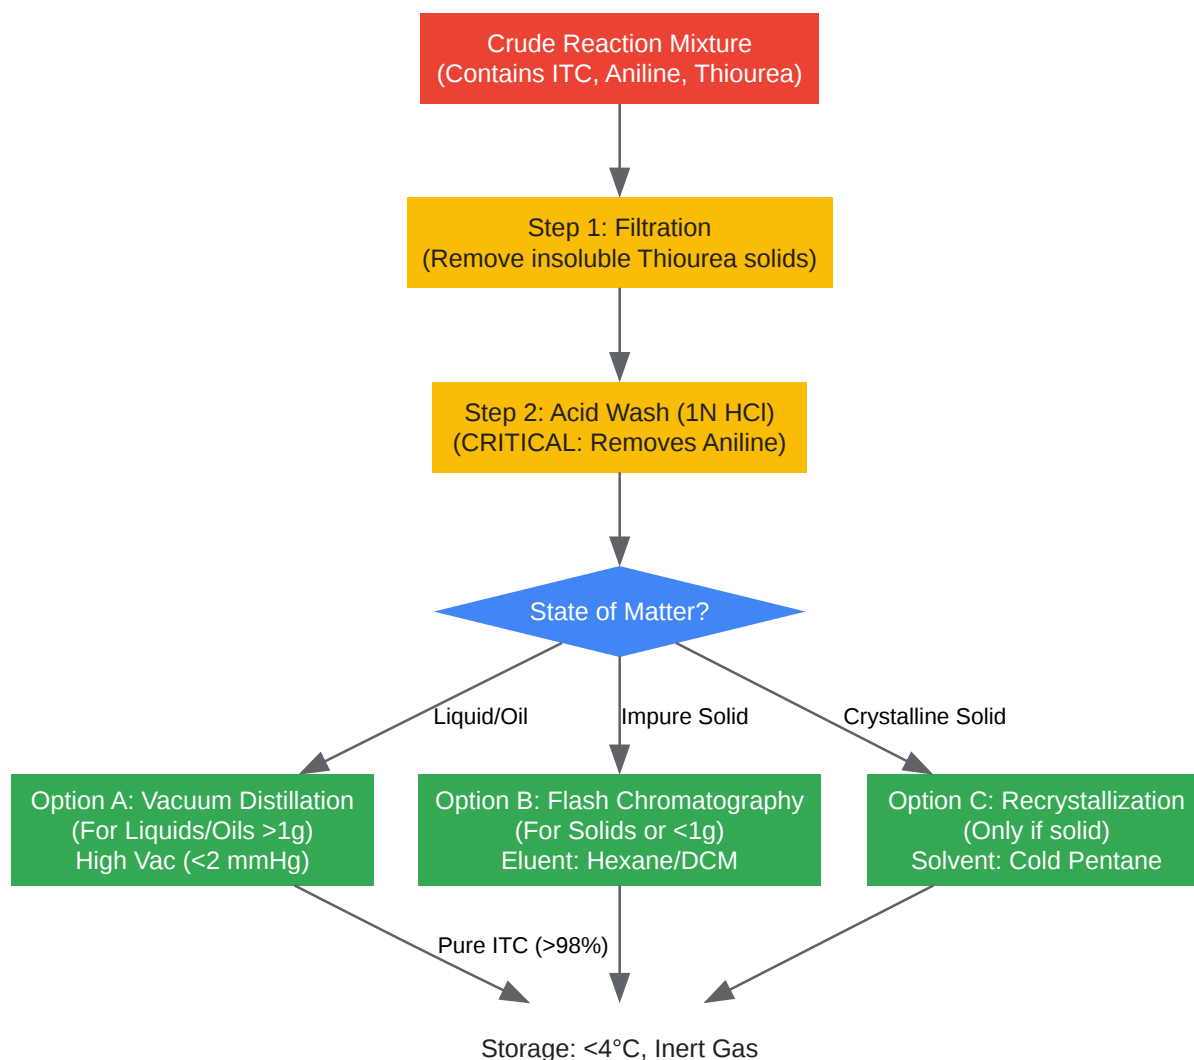 Crude Reaction Mixture
(Contains ITC, Aniline, Thiourea)
Step 1: Filtration
(Remove insoluble Thiourea solids)
Step 2: Acid Wash (1N HCl)
(CRITICAL: Removes Aniline)
State of Matter?
Liquid/Oil
Impure Solid
Crystalline Solid
Option A: Vacuum Distillation
(For Liquids/Oils >1g)
High Vac (<2 mmHg)
Option B: Flash Chromatography
(For Solids or <1g)
Eluent: Hexane/DCM
Option C: Recrystallization
(Only if solid)
Solvent: Cold Pentane
Pure ITC (>98%)
Storage: <4°C, Inert Gas